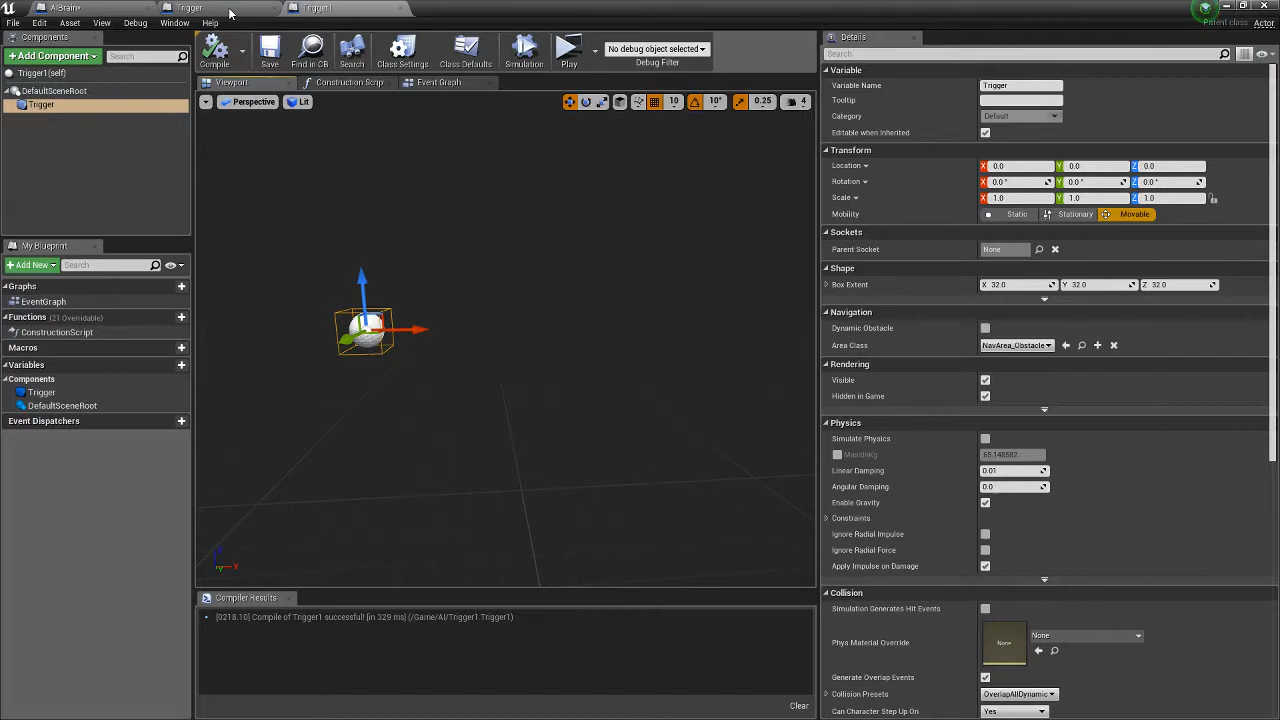 AIBrain*
Trigger
Trigger1
Parent class:
File
Edit
Asset
View
Debug
Window
Help
Actor
Components
Details
+ Add Component
Search
Compile
Save
Find in CB
Search
Class Settings
Class Defaults
Simulation
Play
No debug object selected
Debug Filter
Search
Trigger1(self)
DefaultSceneRoot
Trigger
Viewport
Construction Scrip
Event Graph
Perspective
Lit
10
10°
0.25
4
Variable
Variable Name
Trigger
Tooltip
Category
Default
Editable when Inherited
Transform
Location
X 0.0 Y 0.0 Z 0.0
Rotation
X 0.0 ° Y 0.0 ° Z 0.0 °
Scale
X 1.0 Y 1.0 Z 1.0
Mobility
Static
Stationary
Movable
Sockets
Parent Socket
None
Shape
Box Extent
X 32.0 Y 32.0 Z 32.0
Navigation
Dynamic Obstacle
Area Class
NavArea_Obstacle
Rendering
Visible
Hidden in Game
Physics
Simulate Physics
MassInKg
65.148582
Linear Damping
0.01
Angular Damping
0.0
Enable Gravity
Constraints
Ignore Radial Impulse
Ignore Radial Force
Apply Impulse on Damage
Collision
Simulation Generates Hit Events
Phys Material Override
None
None
Generate Overlap Events
Collision Presets
OverlapAllDynamic
Can Character Step Up On
Yes
My Blueprint
+ Add New
Search
Graphs
EventGraph
Functions (21 Overridable)
ConstructionScript
Macros
Variables
Components
Trigger
DefaultSceneRoot
Event Dispatchers
Z
X
Y
Compiler Results
[0218.10] Compile of Trigger1 successful! [in 329 ms] (/Game/AI/Trigger1.Trigger1)
Clear